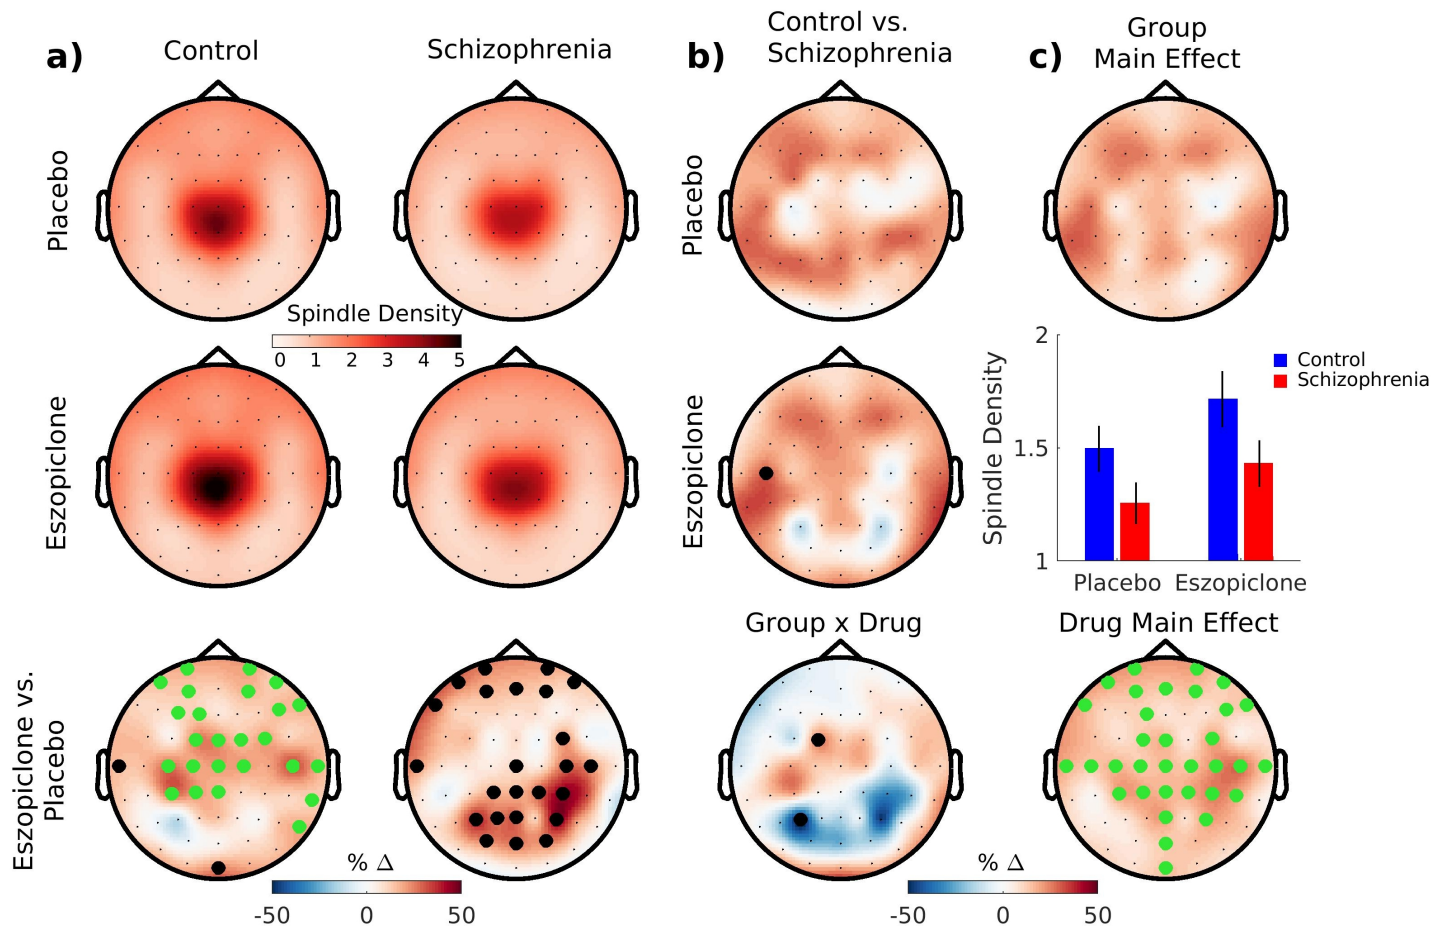 a)
Control
Schizophrenia
b)
Control vs.
Schizophrenia
c)
Group
Main Effect
Placebo
Placebo
Spindle Density
0 1 2 3 4 5
Eszopiclone
Eszopiclone
Spindle Density
2
1.5
1
Control
Schizophrenia
Placebo Eszopiclone
Eszopiclone vs.
Placebo
Group x Drug
Drug Main Effect
% Δ
-50 0 50
% Δ
-50 0 50